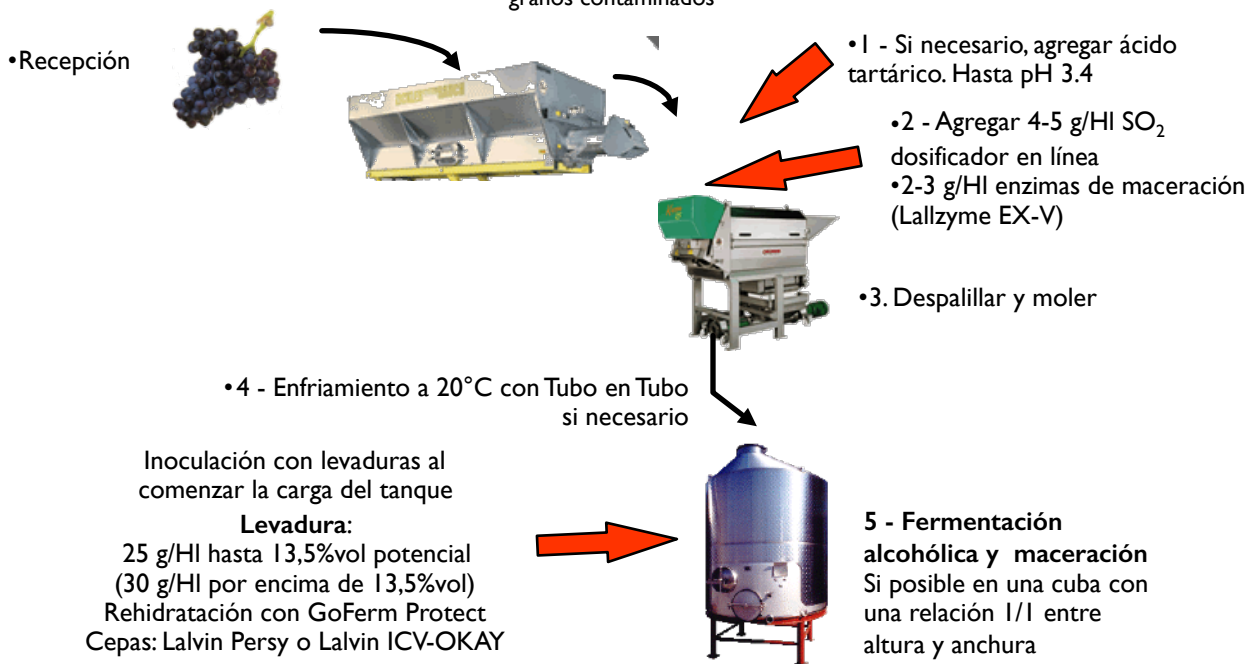 granos contaminados
•Recepción
•1 - Si necesario, agregar ácido
tartárico. Hasta pH 3.4
•2 - Agregar 4-5 g/Hl SO₂
dosificador en línea
•2-3 g/Hl enzimas de maceración
(Lallzyme EX-V)
•3. Despalillar y moler
•4 - Enfriamiento a 20°C con Tubo en Tubo
si necesario
Inoculación con levaduras al
comenzar la carga del tanque
Levadura:
25 g/Hl hasta 13,5%vol potencial
(30 g/Hl por encima de 13,5%vol)
Rehidratación con GoFerm Protect
Cepas: Lalvin Persy o Lalvin ICV-OKAY
5 - Fermentación
alcohólica y maceración
Si posible en una cuba con
una relación 1/1 entre
altura y anchura